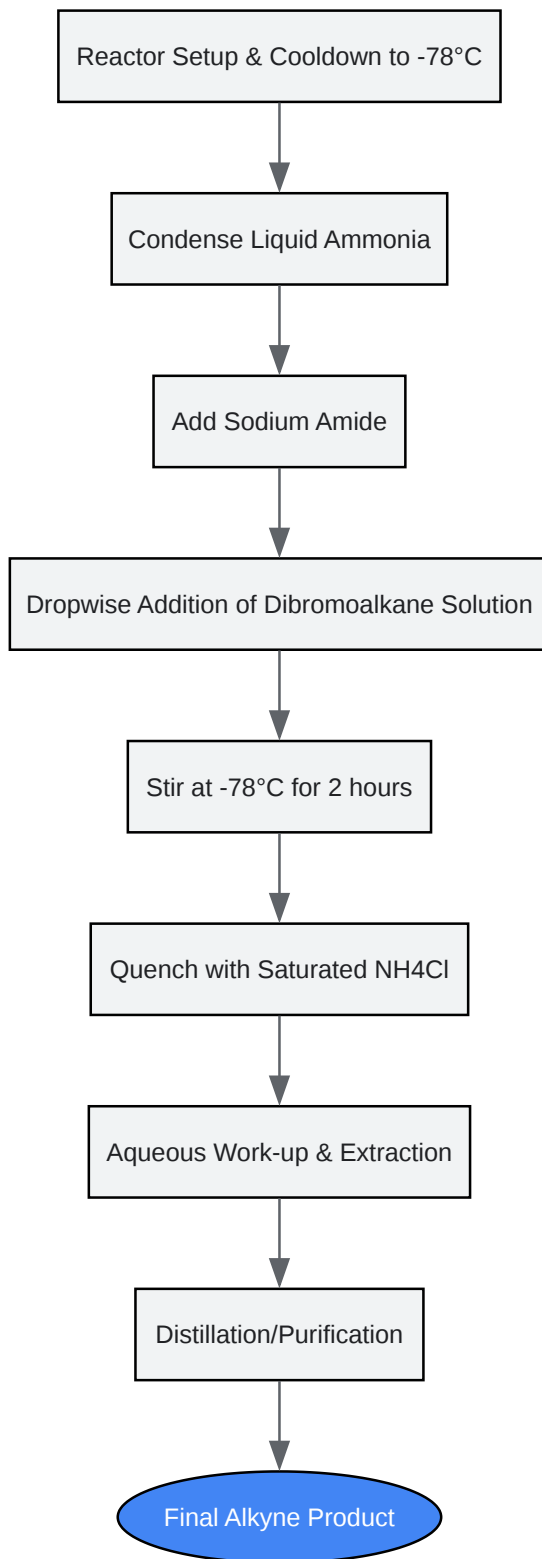 Reactor Setup & Cooldown to -78°C
Condense Liquid Ammonia
Add Sodium Amide
Dropwise Addition of Dibromoalkane Solution
Stir at -78°C for 2 hours
Quench with Saturated NH4Cl
Aqueous Work-up & Extraction
Distillation/Purification
Final Alkyne Product